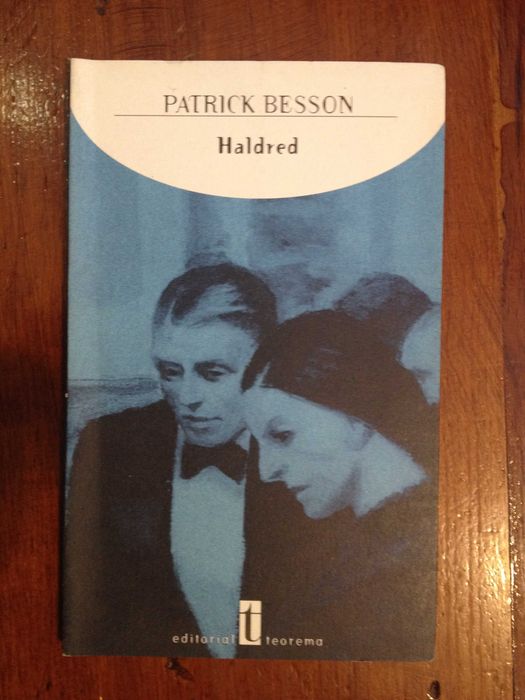 PATRICK BESSON
Haldred
editorial t teorema